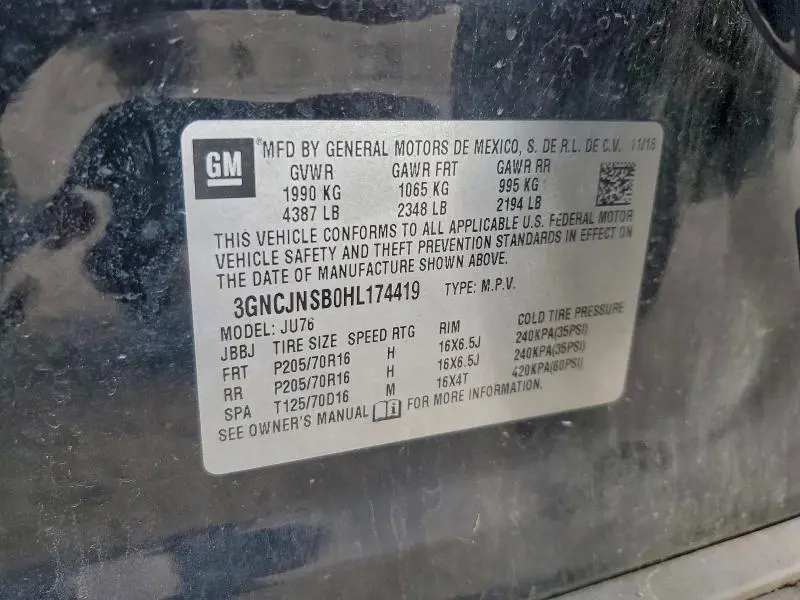 GM
® MFD BY GENERAL MOTORS DE MEXICO, S. DE R.L. DE C.V. 11/16
GVWR GAWR FRT GAWR RR
1990 KG 1065 KG 995 KG
4387 LB 2348 LB 2194 LB
THIS VEHICLE CONFORMS TO ALL APPLICABLE U.S. FEDERAL MOTOR
VEHICLE SAFETY AND THEFT PREVENTION STANDARDS IN EFFECT ON
THE DATE OF MANUFACTURE SHOWN ABOVE.
3GNCJNSB0HL174419 TYPE: M.P.V.
MODEL: JU76
JBBJ TIRE SIZE SPEED RTG RIM COLD TIRE PRESSURE
FRT P205/70R16 H 16X6.5J 240KPA(35PSI)
RR P205/70R16 H 16X6.5J 240KPA(35PSI)
SPA T125/70D16 M 16X4T 420KPA(60PSI)
SEE OWNER'S MANUAL FOR MORE INFORMATION.